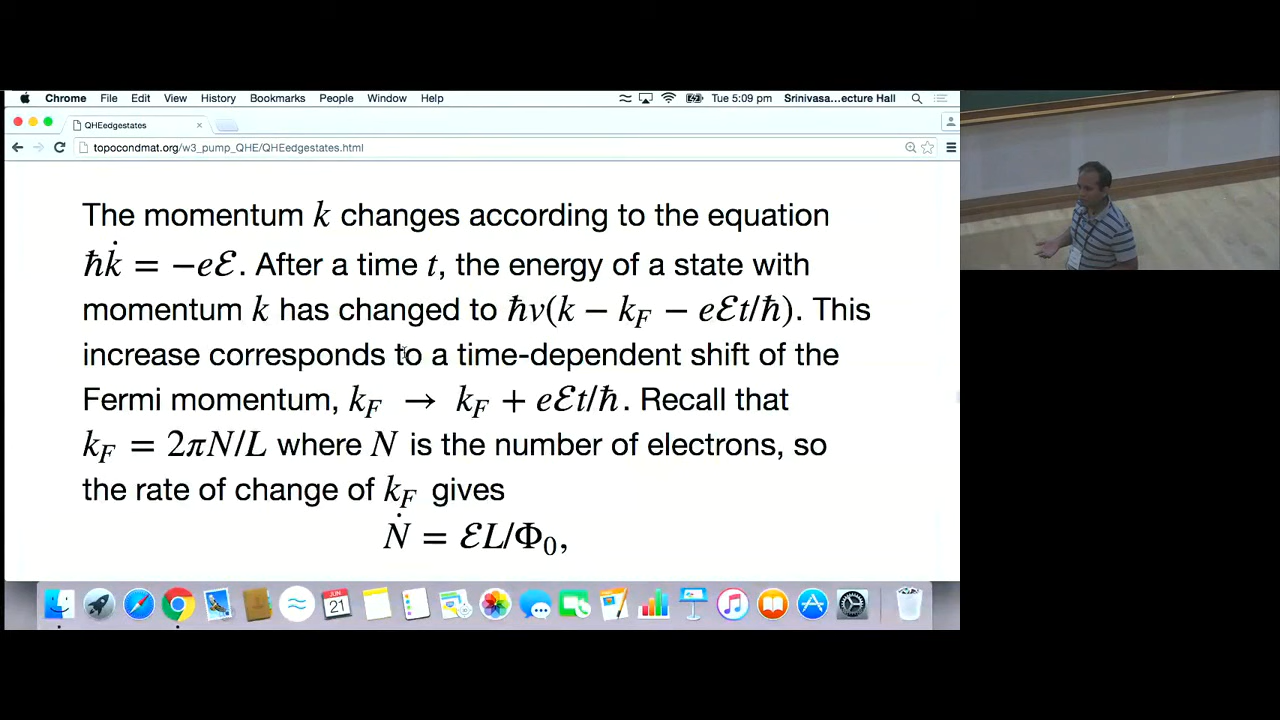 Chrome File Edit View History Bookmarks People Window Help Tue 5:09 pm Srinivasa...ecture Hall
QHEedgestates
topocondmat.org/w3_pump_QHE/QHEedgestates.html
The momentum k changes according to the equation
ħk̇ = −eℰ. After a time t, the energy of a state with
momentum k has changed to ħv(k − k_F − eℰt/ħ). This
increase corresponds to a time-dependent shift of the
Fermi momentum, k_F → k_F + eℰt/ħ. Recall that
k_F = 2πN/L where N is the number of electrons, so
the rate of change of k_F gives
Ṅ = ℰL/Φ₀,
JUN
21